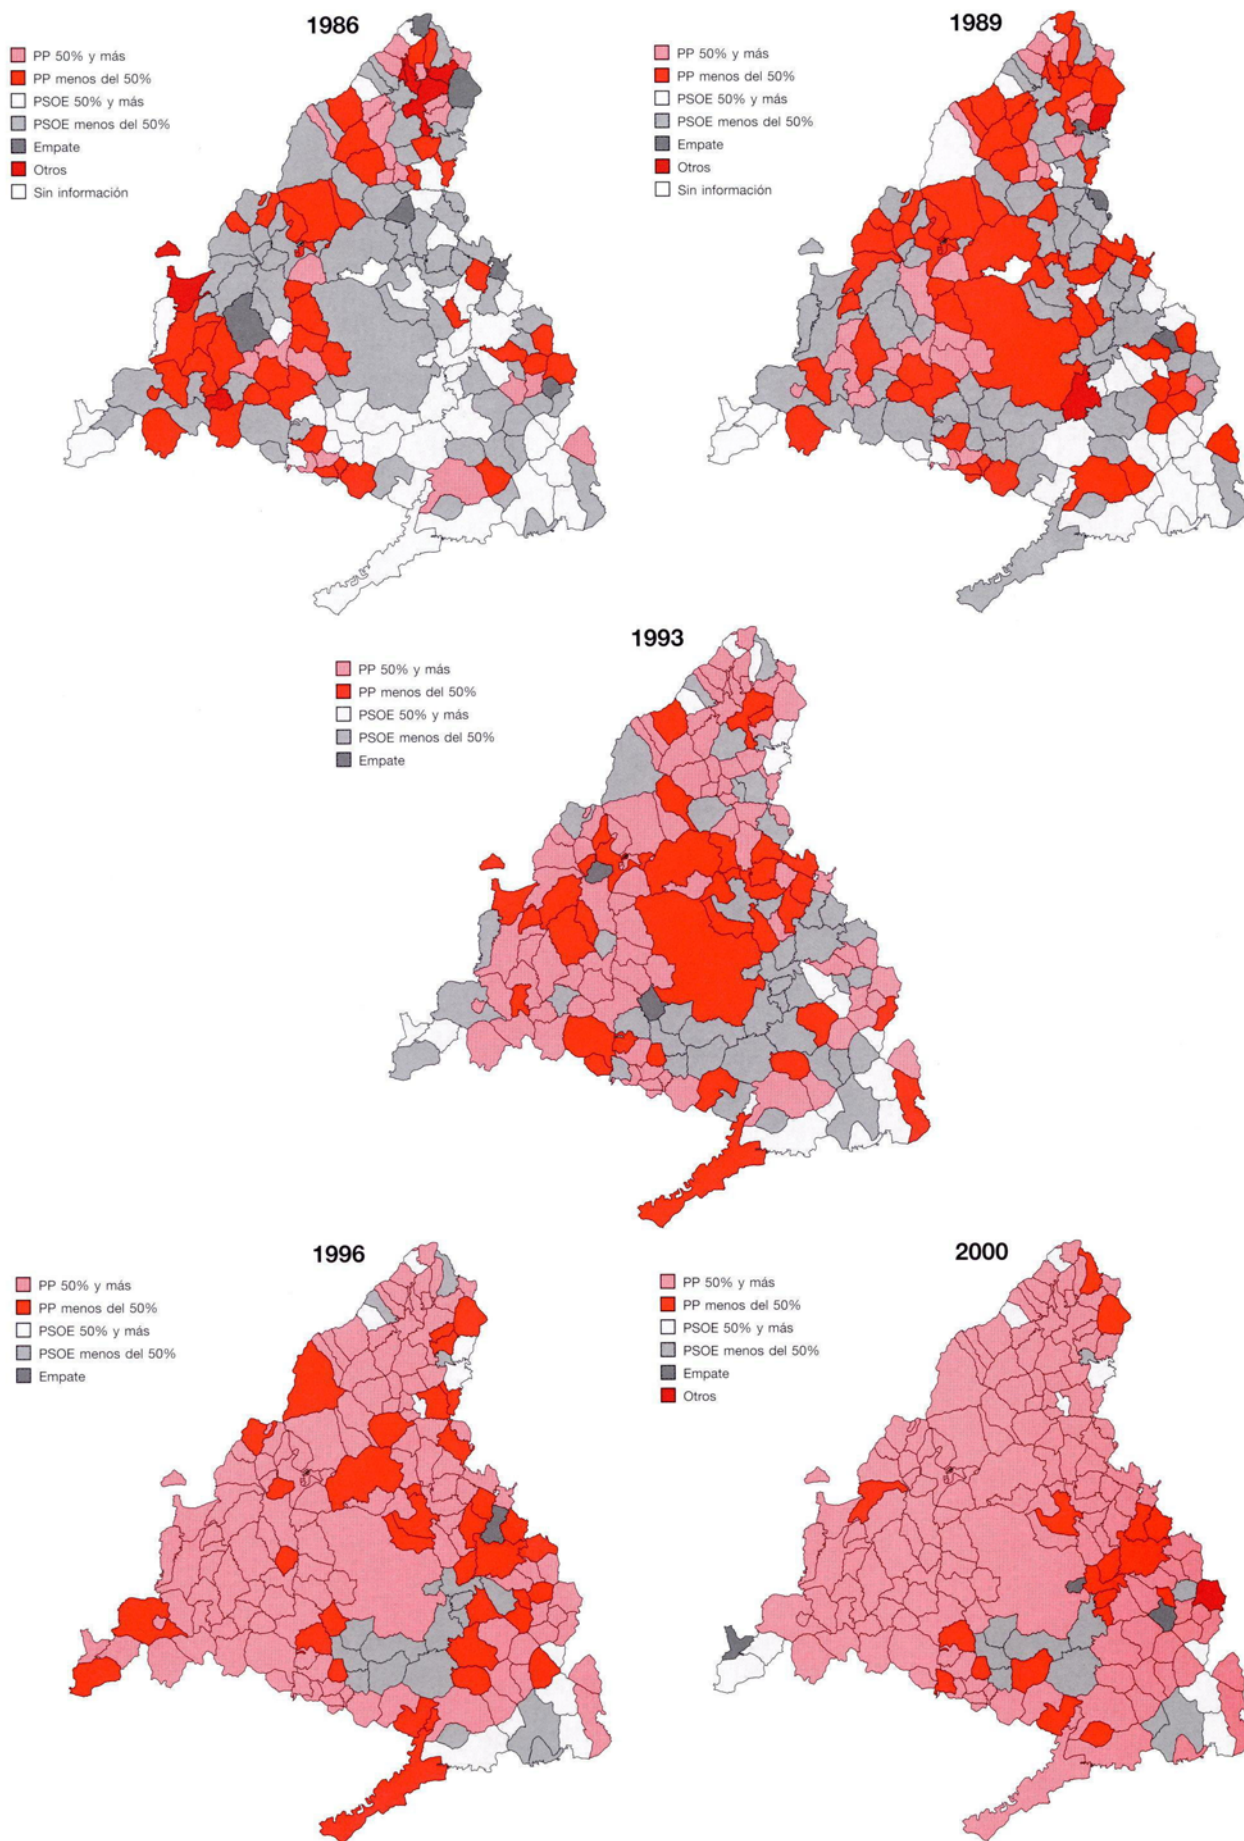 1986
PP 50% y más
PP menos del 50%
PSOE 50% y más
PSOE menos del 50%
Empate
Otros
Sin información
1989
PP 50% y más
PP menos del 50%
PSOE 50% y más
PSOE menos del 50%
Empate
Otros
Sin información
1993
PP 50% y más
PP menos del 50%
PSOE 50% y más
PSOE menos del 50%
Empate
1996
PP 50% y más
PP menos del 50%
PSOE 50% y más
PSOE menos del 50%
Empate
2000
PP 50% y más
PP menos del 50%
PSOE 50% y más
PSOE menos del 50%
Empate
Otros